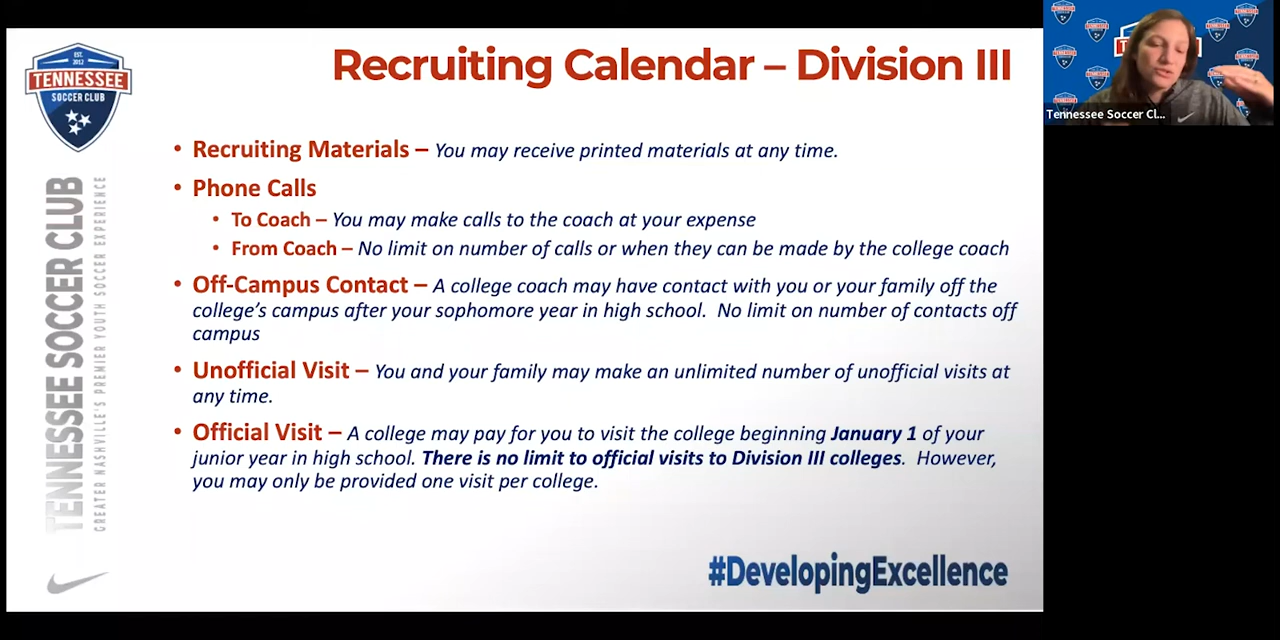 Recruiting Calendar – Division III
EST.
2012
TENNESSEE
SOCCER CLUB
TENNESSEE SOCCER CLUB
GREATER NASHVILLE'S PREMIER YOUTH SOCCER EXPERIENCE
• Recruiting Materials – You may receive printed materials at any time.
• Phone Calls
• To Coach – You may make calls to the coach at your expense
• From Coach – No limit on number of calls or when they can be made by the college coach
• Off-Campus Contact – A college coach may have contact with you or your family off the
college's campus after your sophomore year in high school. No limit on number of contacts off
campus
• Unofficial Visit – You and your family may make an unlimited number of unofficial visits at
any time.
• Official Visit – A college may pay for you to visit the college beginning January 1 of your
junior year in high school. There is no limit to official visits to Division III colleges. However,
you may only be provided one visit per college.
#DevelopingExcellence
Tennessee Soccer Cl...